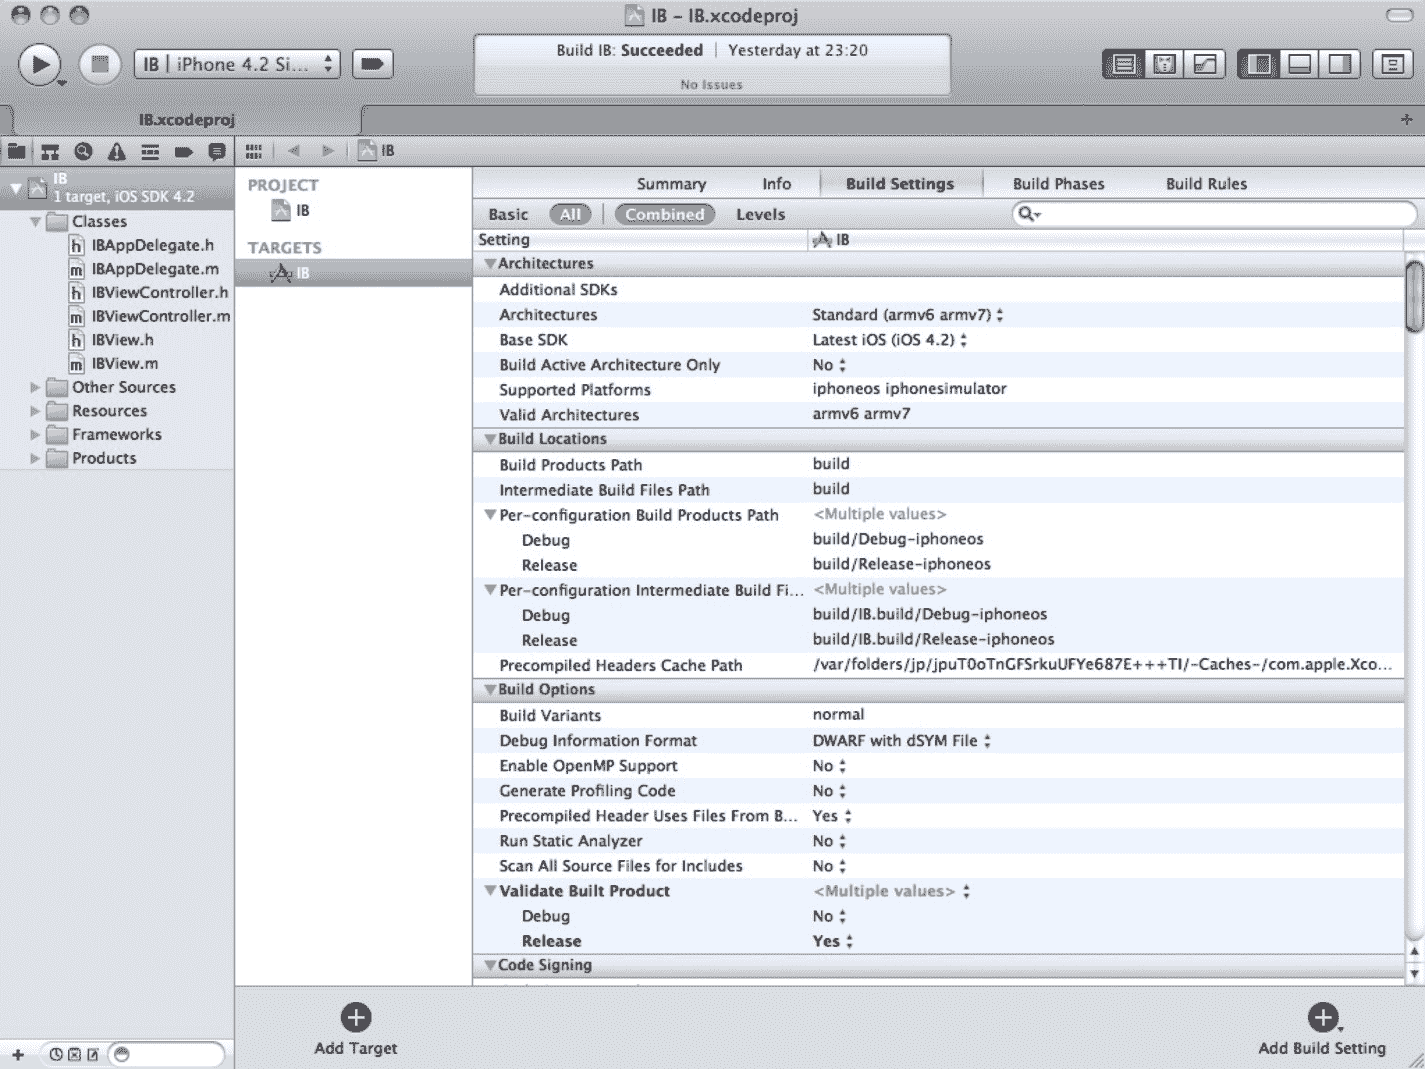 IB – IB.xcodeproj
IB | iPhone 4.2 Si...
Build IB: Succeeded | Yesterday at 23:20
No Issues
IB.xcodeproj
IB
IB
1 target, iOS SDK 4.2
Classes
IBAppDelegate.h
IBAppDelegate.m
IBViewController.h
IBViewController.m
IBView.h
IBView.m
Other Sources
Resources
Frameworks
Products
PROJECT
IB
TARGETS
IB
Summary Info Build Settings Build Phases Build Rules
Basic All Combined Levels
Setting IB
Architectures
Additional SDKs
Architectures Standard (armv6 armv7)
Base SDK Latest iOS (iOS 4.2)
Build Active Architecture Only No
Supported Platforms iphoneos iphonesimulator
Valid Architectures armv6 armv7
Build Locations
Build Products Path build
Intermediate Build Files Path build
Per-configuration Build Products Path <Multiple values>
Debug build/Debug-iphoneos
Release build/Release-iphoneos
Per-configuration Intermediate Build Fi... <Multiple values>
Debug build/IB.build/Debug-iphoneos
Release build/IB.build/Release-iphoneos
Precompiled Headers Cache Path /var/folders/jp/jpuT0oTnGFSrkuUFYe687E+++TI/-Caches-/com.apple.Xco...
Build Options
Build Variants normal
Debug Information Format DWARF with dSYM File
Enable OpenMP Support No
Generate Profiling Code No
Precompiled Header Uses Files From B... Yes
Run Static Analyzer No
Scan All Source Files for Includes No
Validate Built Product <Multiple values>
Debug No
Release Yes
Code Signing
Add Target
Add Build Setting